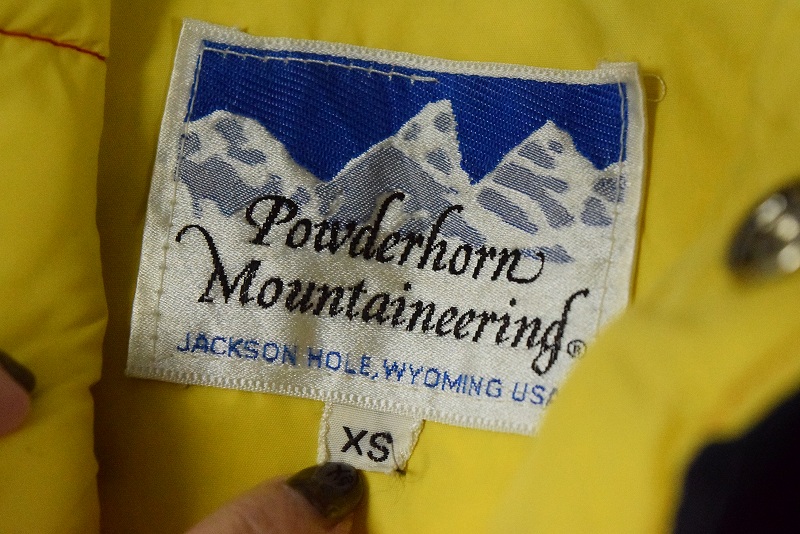 Powderhorn
Mountaineering®
JACKSON HOLE, WYOMING USA
XS